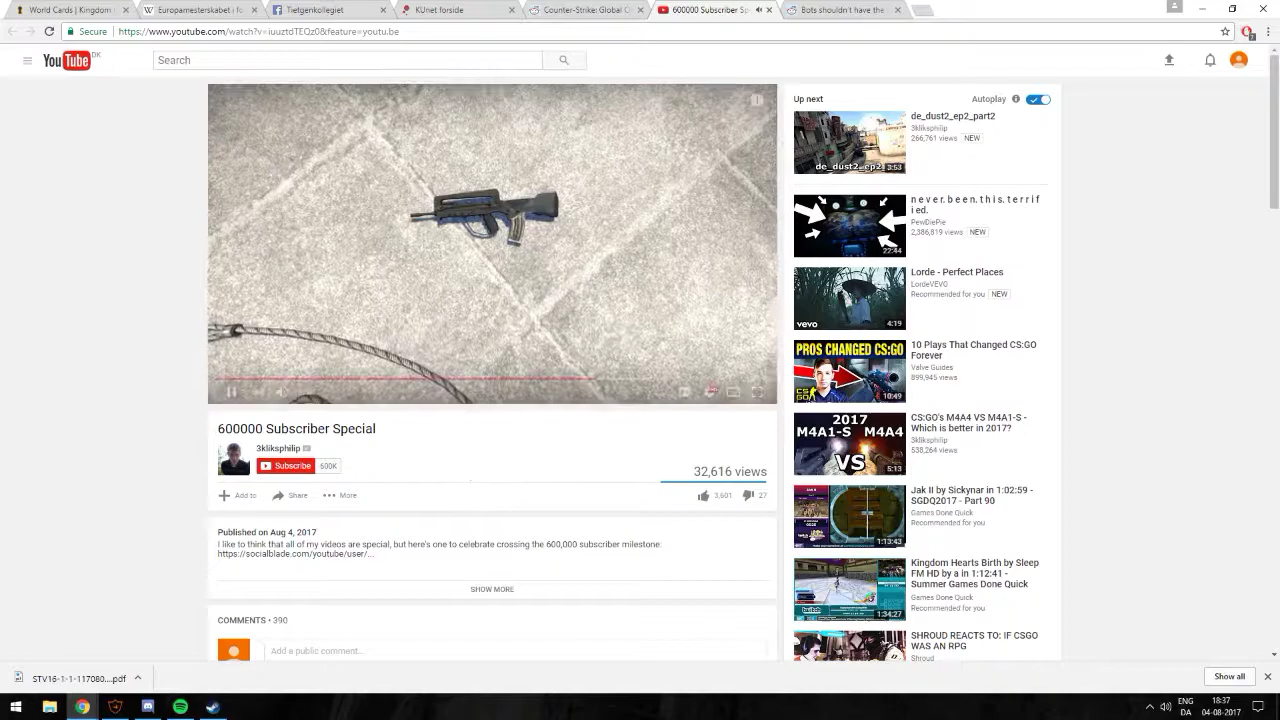 World Cards | Kingdom
Europamesterskabet i fo
Tietgenkollegiet
KUnet forside
Counter-Strike: Global O
600000 Subscriber Sp
Bots shouldn't have the
Secure
https://www.youtube.com/watch?v=iuuztdTEQz0&feature=youtu.be
YouTube DK
Search
Up next
Autoplay
de_dust2_ep2_part2
3kliksphilip
266,761 views NEW
de_dust2_ep2 3:53
n e v e r. b e e n. t h i s. t e r r i f
i e d.
PewDiePie
2,386,819 views NEW
22:44
Lorde - Perfect Places
LordeVEVO
Recommended for you NEW
vevo 4:19
PROS CHANGED CS:GO
CS GO
10:49
10 Plays That Changed CS:GO
Forever
Valve Guides
899,945 views
2017
M4A1-S M4A4
VS
5:13
CS:GO's M4A4 VS M4A1-S -
Which is better in 2017?
3kliksphilip
538,264 views
600000 Subscriber Special
3kliksphilip
Subscribe 600K
32,616 views
Add to Share More
3,601 27
Published on Aug 4, 2017
I like to think that all of my videos are special, but here's one to celebrate crossing the 600,000 subscriber milestone:
https://socialblade.com/youtube/user/...
SHOW MORE
COMMENTS • 390
Add a public comment...
Jak II by Sickynar in 1:02:59 -
SGDQ2017 - Part 90
Games Done Quick
Recommended for you
1:13:43
Kingdom Hearts Birth by Sleep
FM HD by a in 1:12:41 -
Summer Games Done Quick
Games Done Quick
Recommended for you
twitch
1:34:27
SHROUD REACTS TO: IF CSGO
WAS AN RPG
Shroud
STV16-1-1-117080....pdf
Show all
ENG
DA
18:37
04-08-2017